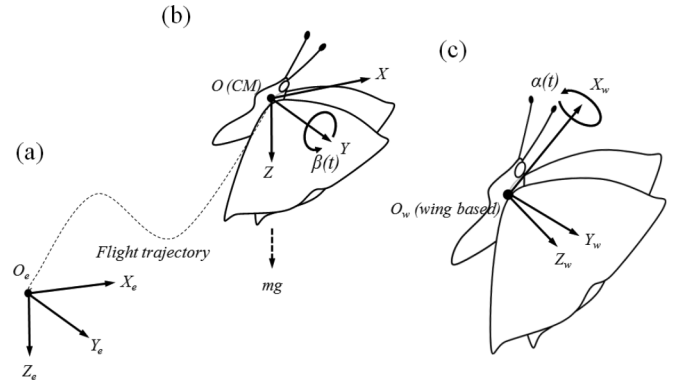 (a)
O_e
X_e
Y_e
Z_e
Flight trajectory
(b)
O (CM)
X
Y
Z
β(t)
mg
(c)
α(t)
X_w
O_w (wing based)
Y_w
Z_w